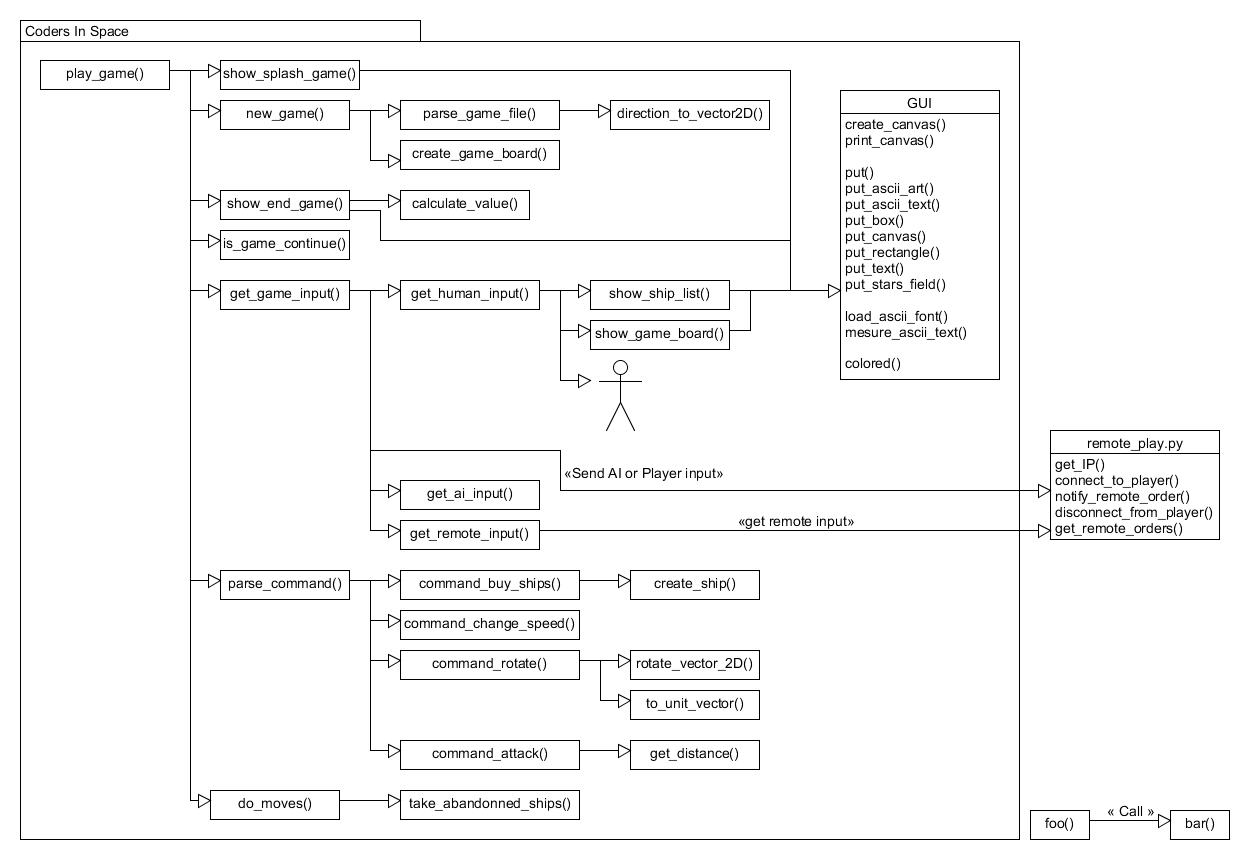 Coders In Space
play_game()
show_splash_game()
new_game()
parse_game_file()
direction_to_vector2D()
create_game_board()
show_end_game()
calculate_value()
is_game_continue()
get_game_input()
get_human_input()
show_ship_list()
show_game_board()
GUI
create_canvas()
print_canvas()
put()
put_ascii_art()
put_ascii_text()
put_box()
put_canvas()
put_rectangle()
put_text()
put_stars_field()
load_ascii_font()
mesure_ascii_text()
colored()
«Send AI or Player input»
get_ai_input()
get_remote_input()
«get remote input»
remote_play.py
get_IP()
connect_to_player()
notify_remote_order()
disconnect_from_player()
get_remote_orders()
parse_command()
command_buy_ships()
create_ship()
command_change_speed()
command_rotate()
rotate_vector_2D()
to_unit_vector()
command_attack()
get_distance()
do_moves()
take_abandonned_ships()
foo()
« Call »
bar()